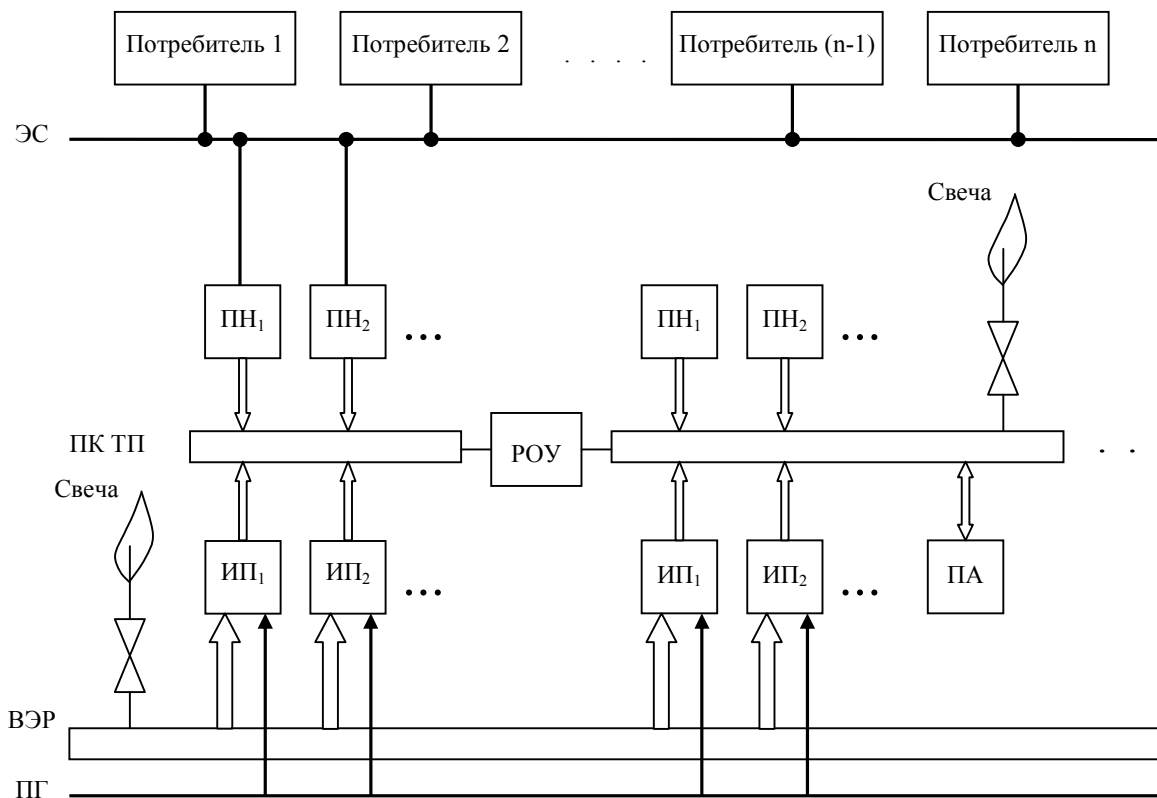 Потребитель 1
Потребитель 2
. . . .
Потребитель (n-1)
Потребитель n
ЭС
Свеча
ПН1
ПН2
...
ПН1
ПН2
...
ПК ТП
РОУ
. .
Свеча
ИП1
ИП2
...
ИП1
ИП2
...
ПА
ВЭР
ПГ